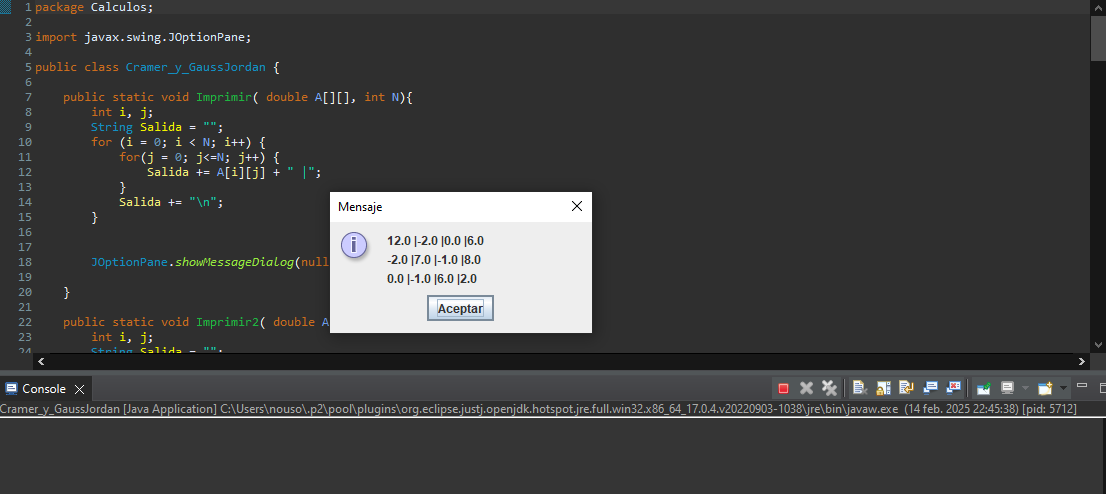 1 package Calculos;
2
3 import javax.swing.JOptionPane;
4
5 public class Cramer_y_GaussJordan {
6
7 public static void Imprimir( double A[][], int N){
8 int i, j;
9 String Salida = "";
10 for (i = 0; i < N; i++) {
11 for(j = 0; j<=N; j++) {
12 Salida += A[i][j] + " |";
13 }
14 Salida += "\n";
15 }
16
17
18 JOptionPane.showMessageDialog(null
19
20 }
21
22 public static void Imprimir2( double A
23 int i, j;
24 String Salida = "";
Mensaje
12.0 |-2.0 |0.0 |6.0
-2.0 |7.0 |-1.0 |8.0
0.0 |-1.0 |6.0 |2.0
Aceptar
Console
Cramer_y_GaussJordan [Java Application] C:\Users\nouso\.p2\pool\plugins\org.eclipse.justj.openjdk.hotspot.jre.full.win32.x86_64_17.0.4.v20220903-1038\jre\bin\javaw.exe (14 feb. 2025 22:45:38) [pid: 5712]